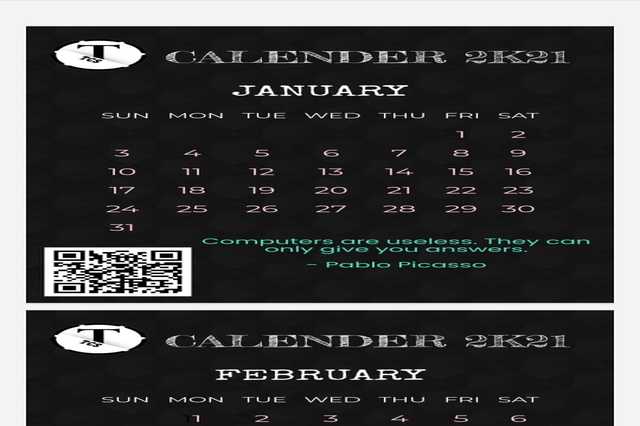 T
TCS
CALENDER 2K21
JANUARY
SUN MON TUE WED THU FRI SAT
1 2
3 4 5 6 7 8 9
10 11 12 13 14 15 16
17 18 19 20 21 22 23
24 25 26 27 28 29 30
31
Computers are useless. They can
only give you answers.
- Pablo Picasso
T
TCS
CALENDER 2K21
FEBRUARY
SUN MON TUE WED THU FRI SAT
1 2 3 4 5 6